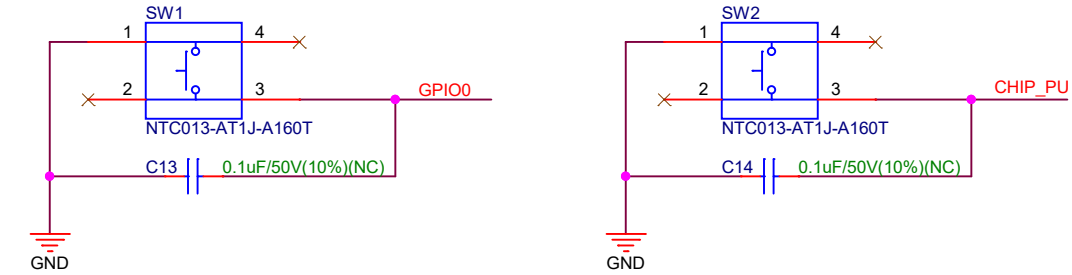 SW1
1
4
2
3
GPIO0
NTC013-AT1J-A160T
C13
0.1uF/50V(10%)(NC)
GND
SW2
1
4
2
3
CHIP_PU
NTC013-AT1J-A160T
C14
0.1uF/50V(10%)(NC)
GND